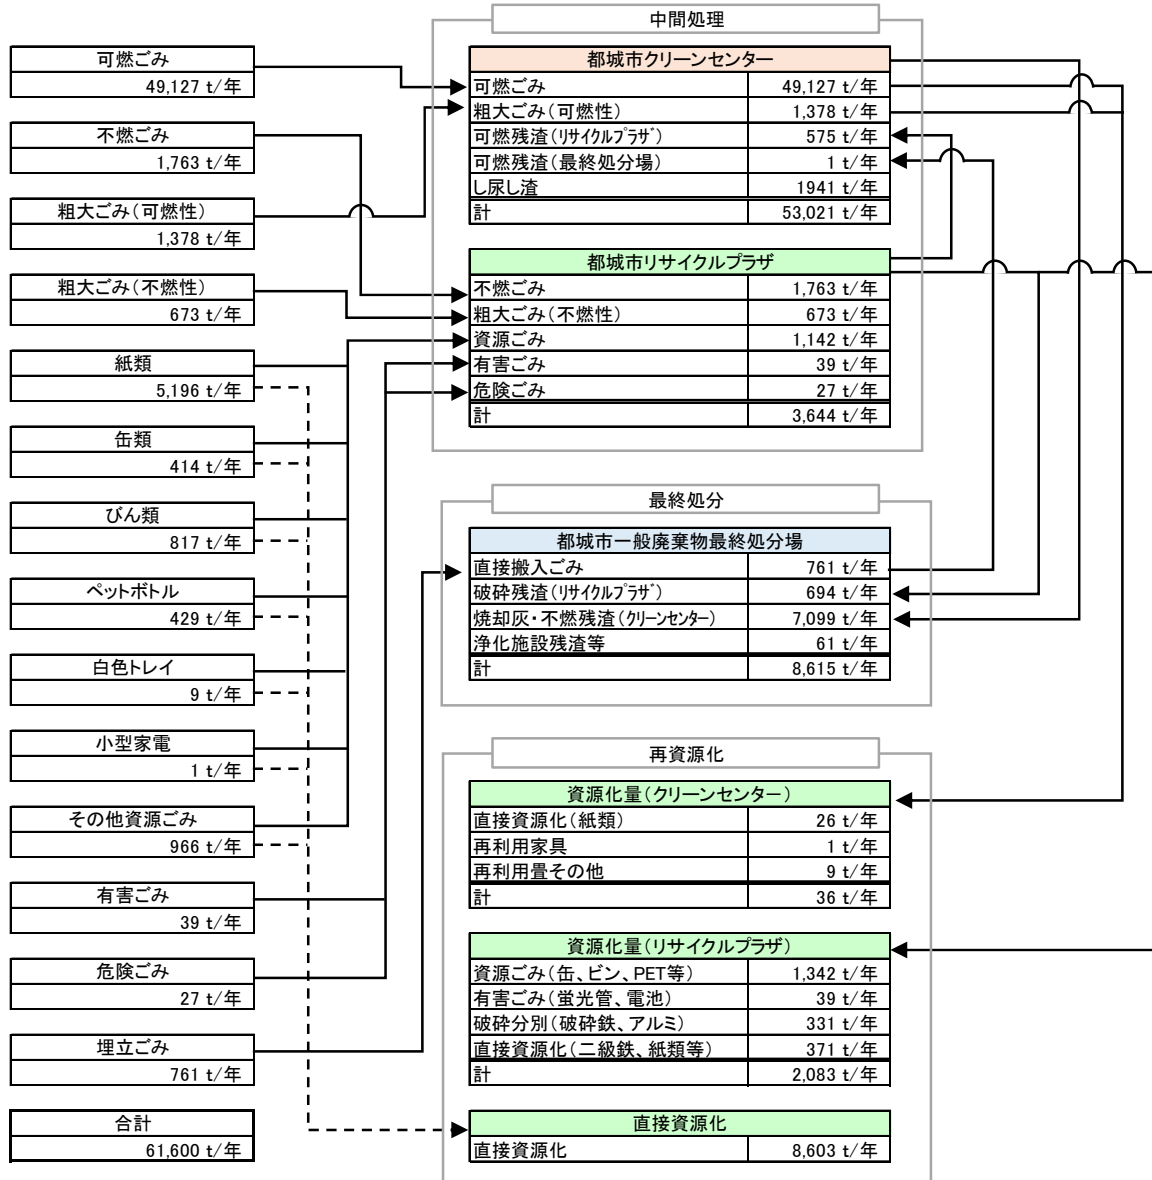 可燃ごみ
49,127 t/年
不燃ごみ
1,763 t/年
粗大ごみ(可燃性)
1,378 t/年
粗大ごみ(不燃性)
673 t/年
紙類
5,196 t/年
缶類
414 t/年
びん類
817 t/年
ペットボトル
429 t/年
白色トレイ
9 t/年
小型家電
1 t/年
その他資源ごみ
966 t/年
有害ごみ
39 t/年
危険ごみ
27 t/年
埋立ごみ
761 t/年
合計
61,600 t/年
中間処理
都城市クリーンセンター
可燃ごみ 49,127 t/年
粗大ごみ(可燃性) 1,378 t/年
可燃残渣(リサイクルプラザ) 575 t/年
可燃残渣(最終処分場) 1 t/年
し尿し渣 1941 t/年
計 53,021 t/年
都城市リサイクルプラザ
不燃ごみ 1,763 t/年
粗大ごみ(不燃性) 673 t/年
資源ごみ 1,142 t/年
有害ごみ 39 t/年
危険ごみ 27 t/年
計 3,644 t/年
最終処分
都城市一般廃棄物最終処分場
直接搬入ごみ 761 t/年
破砕残渣(リサイクルプラザ) 694 t/年
焼却灰・不燃残渣(クリーンセンター) 7,099 t/年
浄化施設残渣等 61 t/年
計 8,615 t/年
再資源化
資源化量(クリーンセンター)
直接資源化(紙類) 26 t/年
再利用家具 1 t/年
再利用畳その他 9 t/年
計 36 t/年
資源化量(リサイクルプラザ)
資源ごみ(缶、ビン、PET等) 1,342 t/年
有害ごみ(蛍光管、電池) 39 t/年
破砕分別(破砕鉄、アルミ) 331 t/年
直接資源化(二級鉄、紙類等) 371 t/年
計 2,083 t/年
直接資源化
直接資源化 8,603 t/年